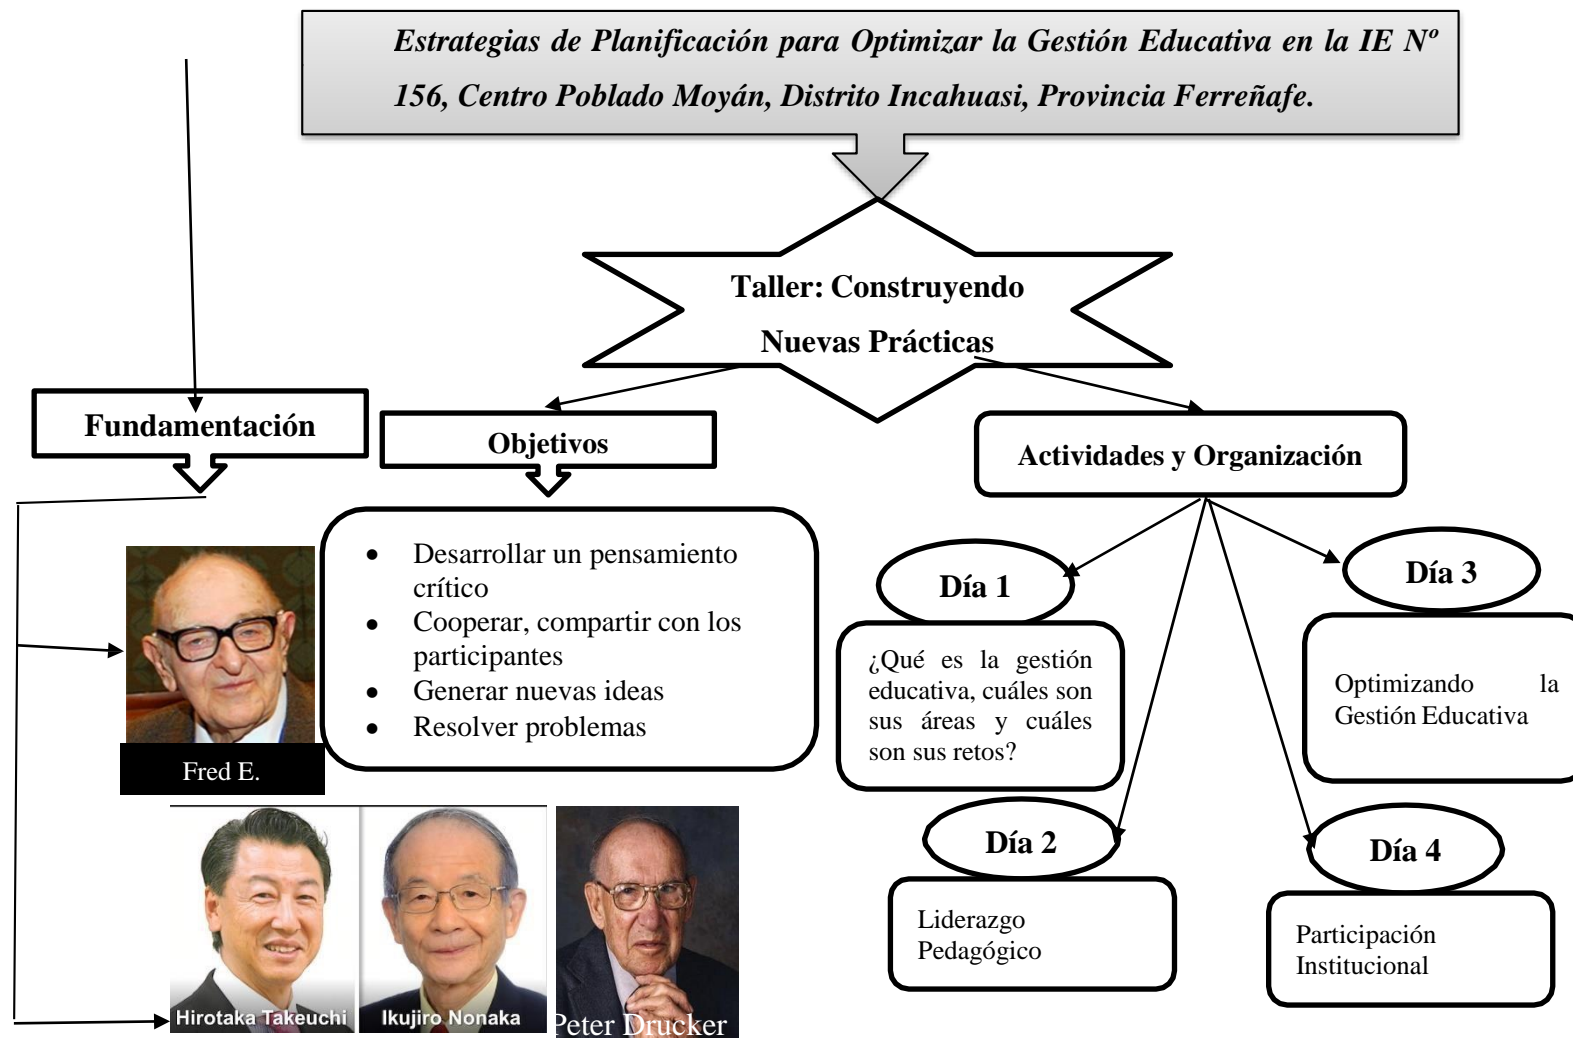 Estrategias de Planificación para Optimizar la Gestión Educativa en la IE Nº
156, Centro Poblado Moyán, Distrito Incahuasi, Provincia Ferreñafe.
Taller: Construyendo
Nuevas Prácticas
Fundamentación
Objetivos
Actividades y Organización
• Desarrollar un pensamiento
crítico
• Cooperar, compartir con los
participantes
• Generar nuevas ideas
• Resolver problemas
Fred E.
Hirotaka Takeuchi
Ikujiro Nonaka
Peter Drucker
Día 1
¿Qué es la gestión
educativa, cuáles son
sus áreas y cuáles
son sus retos?
Día 2
Liderazgo
Pedagógico
Día 3
Optimizando la
Gestión Educativa
Día 4
Participación
Institucional